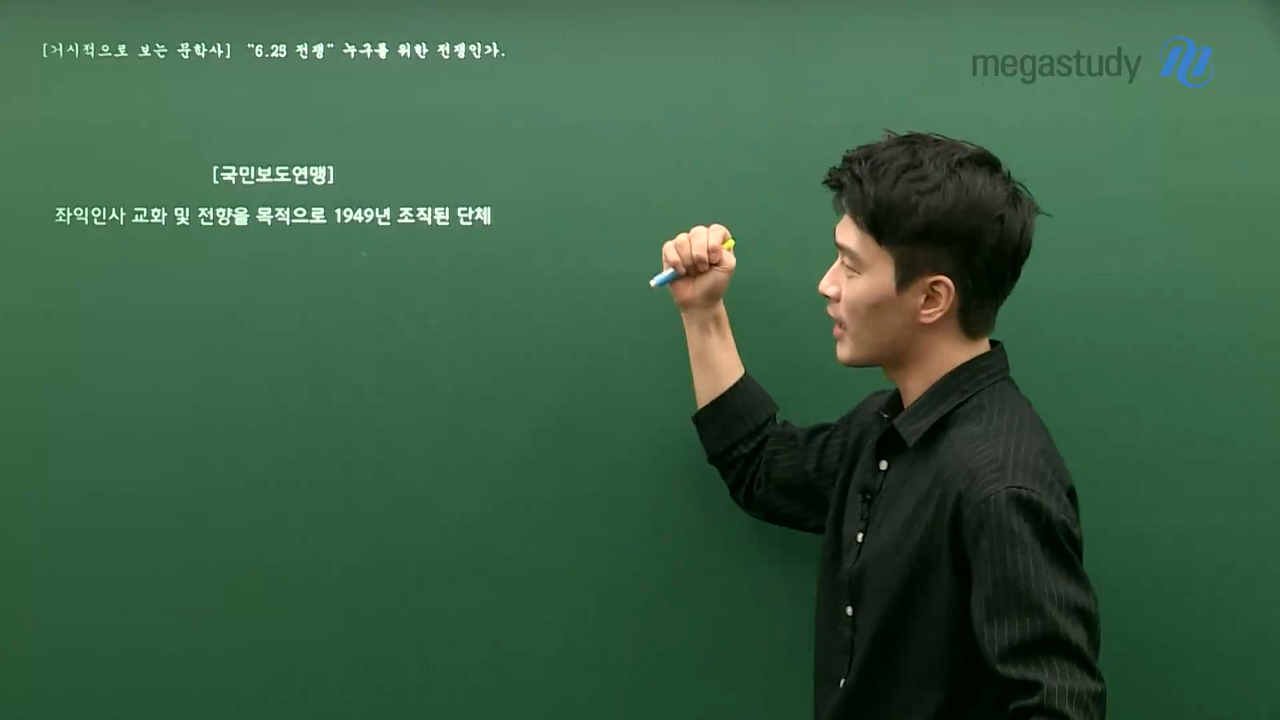 [거시적으로 보는 문학사] "6.25 전쟁" 누구를 위한 전쟁인가.
megastudy
[국민보도연맹]
좌익인사 교화 및 전향을 목적으로 1949년 조직된 단체